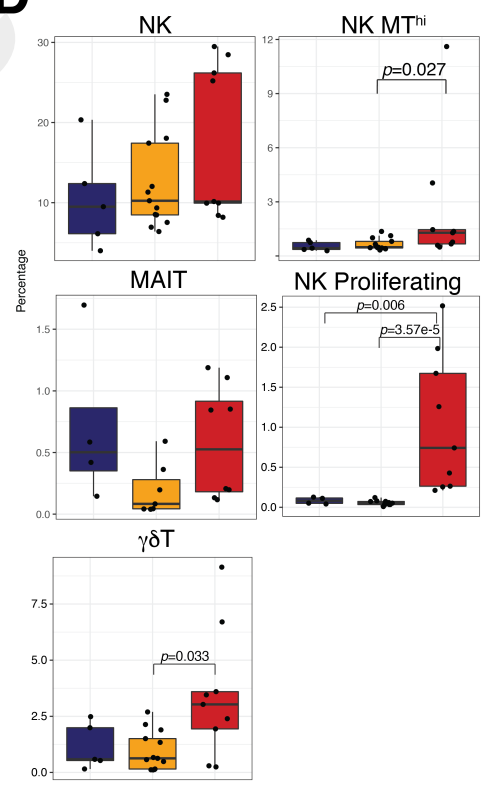 D
NK
NK MTʰⁱ
30
20
10
12
9
6
3
p=0.027
Percentage
MAIT
NK Proliferating
1.5
1.0
0.5
0.0
2.5
2.0
1.5
1.0
0.5
0.0
p=0.006
p=3.57e-5
γδT
7.5
5.0
2.5
0.0
p=0.033